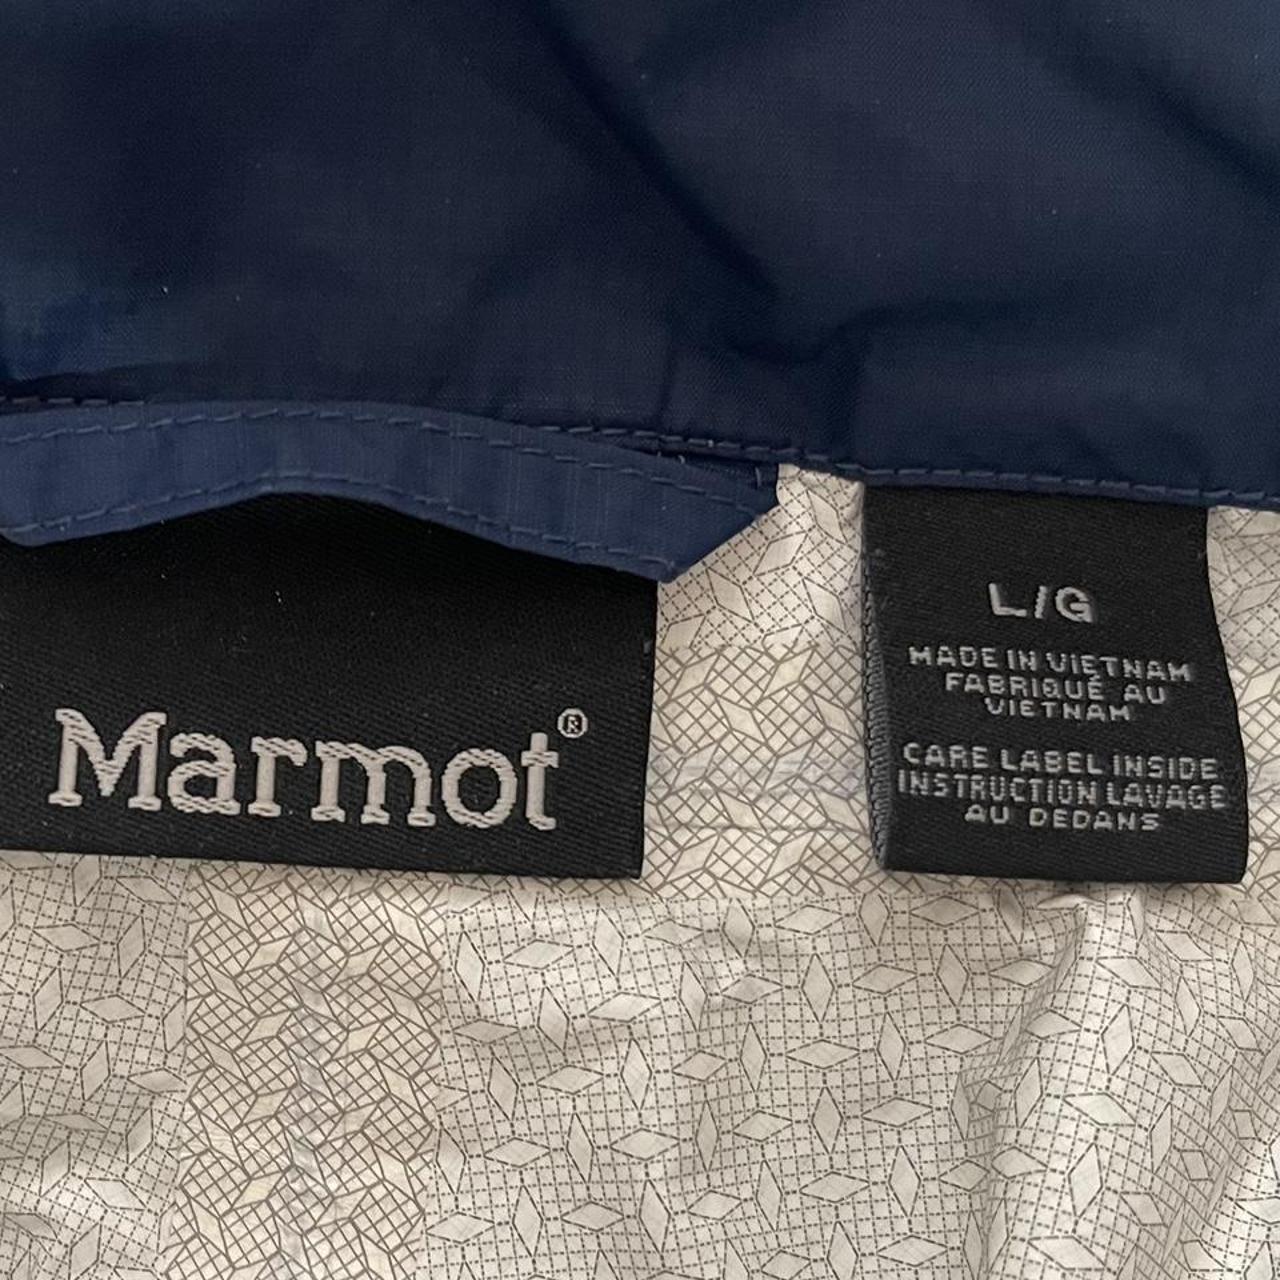 Marmot®
L/G
MADE IN VIETNAM
FABRIQUÉ AU
VIETNAM
CARE LABEL INSIDE
INSTRUCTION LAVAGE
AU DEDANS